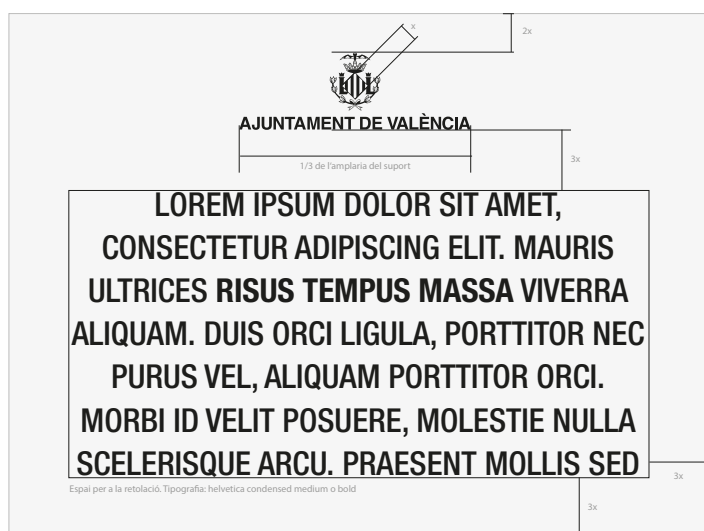 x
2x
AJUNTAMENT DE VALÈNCIA
1/3 de l'amplaria del suport
3x
LOREM IPSUM DOLOR SIT AMET,
CONSECTETUR ADIPISCING ELIT. MAURIS
ULTRICES RISUS TEMPUS MASSA VIVERRA
ALIQUAM. DUIS ORCI LIGULA, PORTTITOR NEC
PURUS VEL, ALIQUAM PORTTITOR ORCI.
MORBI ID VELIT POSUERE, MOLESTIE NULLA
SCELERISQUE ARCU. PRAESENT MOLLIS SED
3x
Espai per a la retolació. Tipografia: helvetica condensed medium o bold
3x